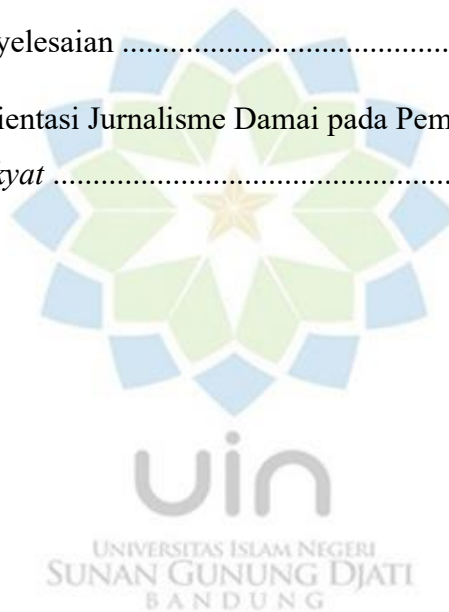 yelesaian ........................................
ientasi Jurnalisme Damai pada Pem
kyat ....................................................
uin
UNIVERSITAS ISLAM NEGERI
SUNAN GUNUNG DJATI
BANDUNG